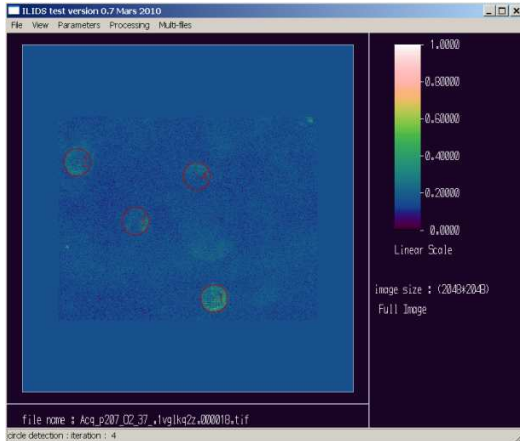 ILIDS test version 0.7 Mars 2010
File View Parameters Processing Multi-files
1.0000
0.80000
0.60000
0.40000
0.20000
0.0000
Linear Scale
image size : (2048*2048)
Full Image
file name : Acq_p207_02_37_.1vglkq2z.000018.tif
circle detection : iteration : 4